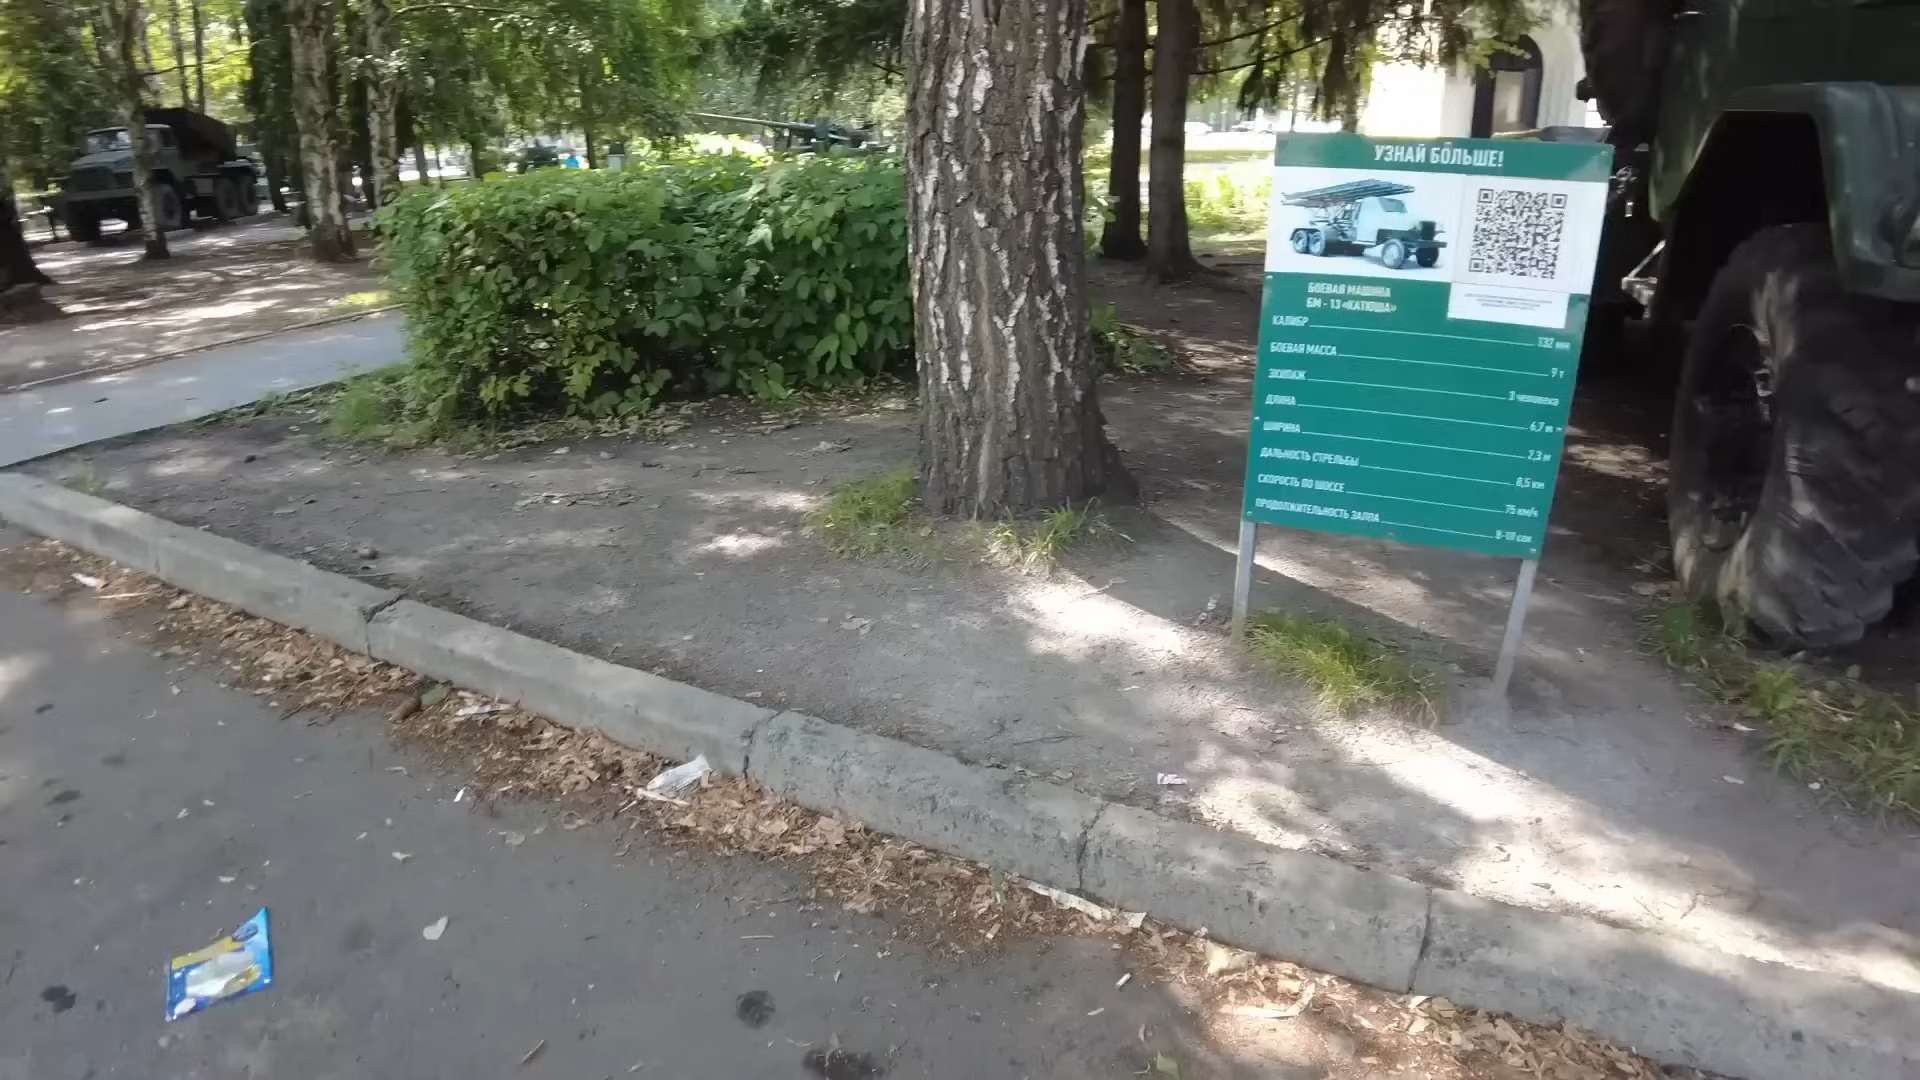 УЗНАЙ БОЛЬШЕ!
БОЕВАЯ МАШИНА
БМ - 13 «КАТЮША»
КАЛИБР 132 мм
БОЕВАЯ МАССА 9 т
ЭКИПАЖ 3 человека
ДЛИНА 6,7 м
ШИРИНА 2,3 м
ДАЛЬНОСТЬ СТРЕЛЬБЫ 8,5 км
СКОРОСТЬ ПО ШОССЕ 75 км/ч
ПРОДОЛЖИТЕЛЬНОСТЬ ЗАЛПА 8-10 сек